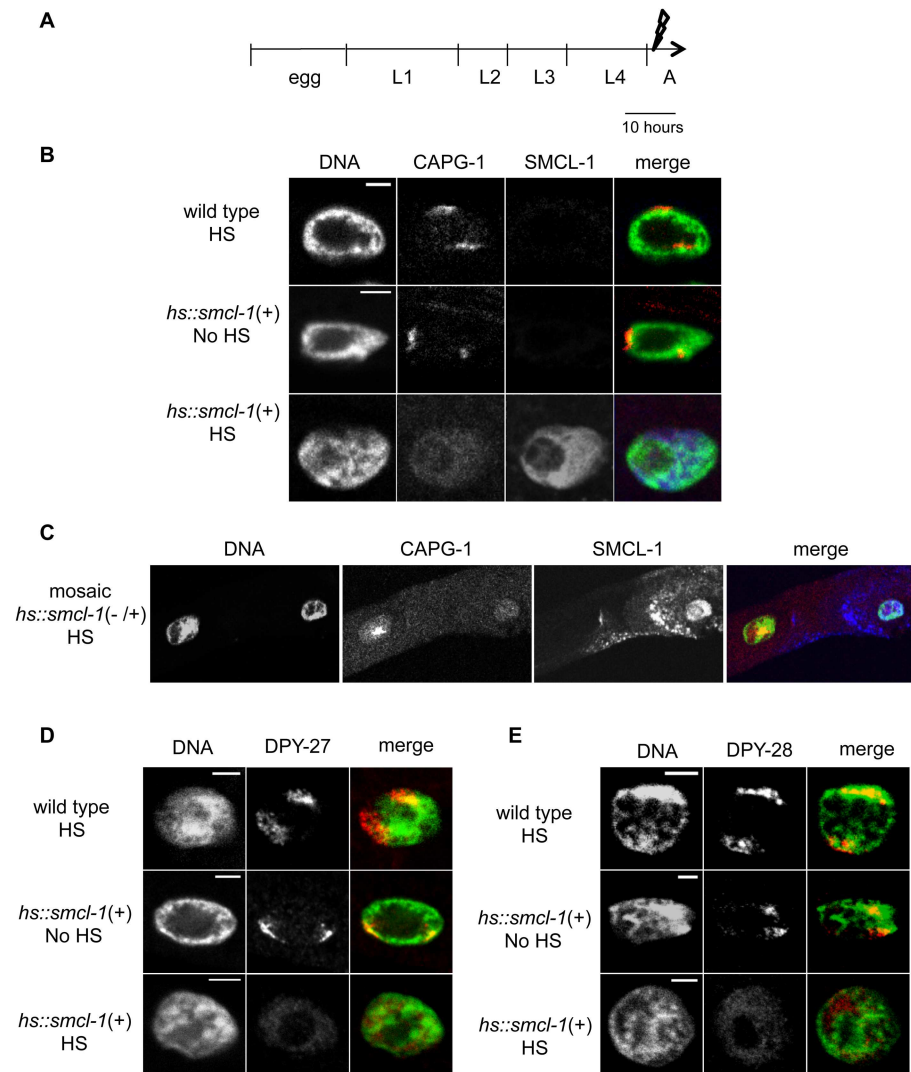 A
egg L1 L2 L3 L4 A
10 hours
B
DNA CAPG-1 SMCL-1 merge
wild type
HS
hs::smcl-1(+)
No HS
hs::smcl-1(+)
HS
C
DNA CAPG-1 SMCL-1 merge
mosaic
hs::smcl-1(- /+)
HS
D
DNA DPY-27 merge
wild type
HS
hs::smcl-1(+)
No HS
hs::smcl-1(+)
HS
E
DNA DPY-28 merge
wild type
HS
hs::smcl-1(+)
No HS
hs::smcl-1(+)
HS